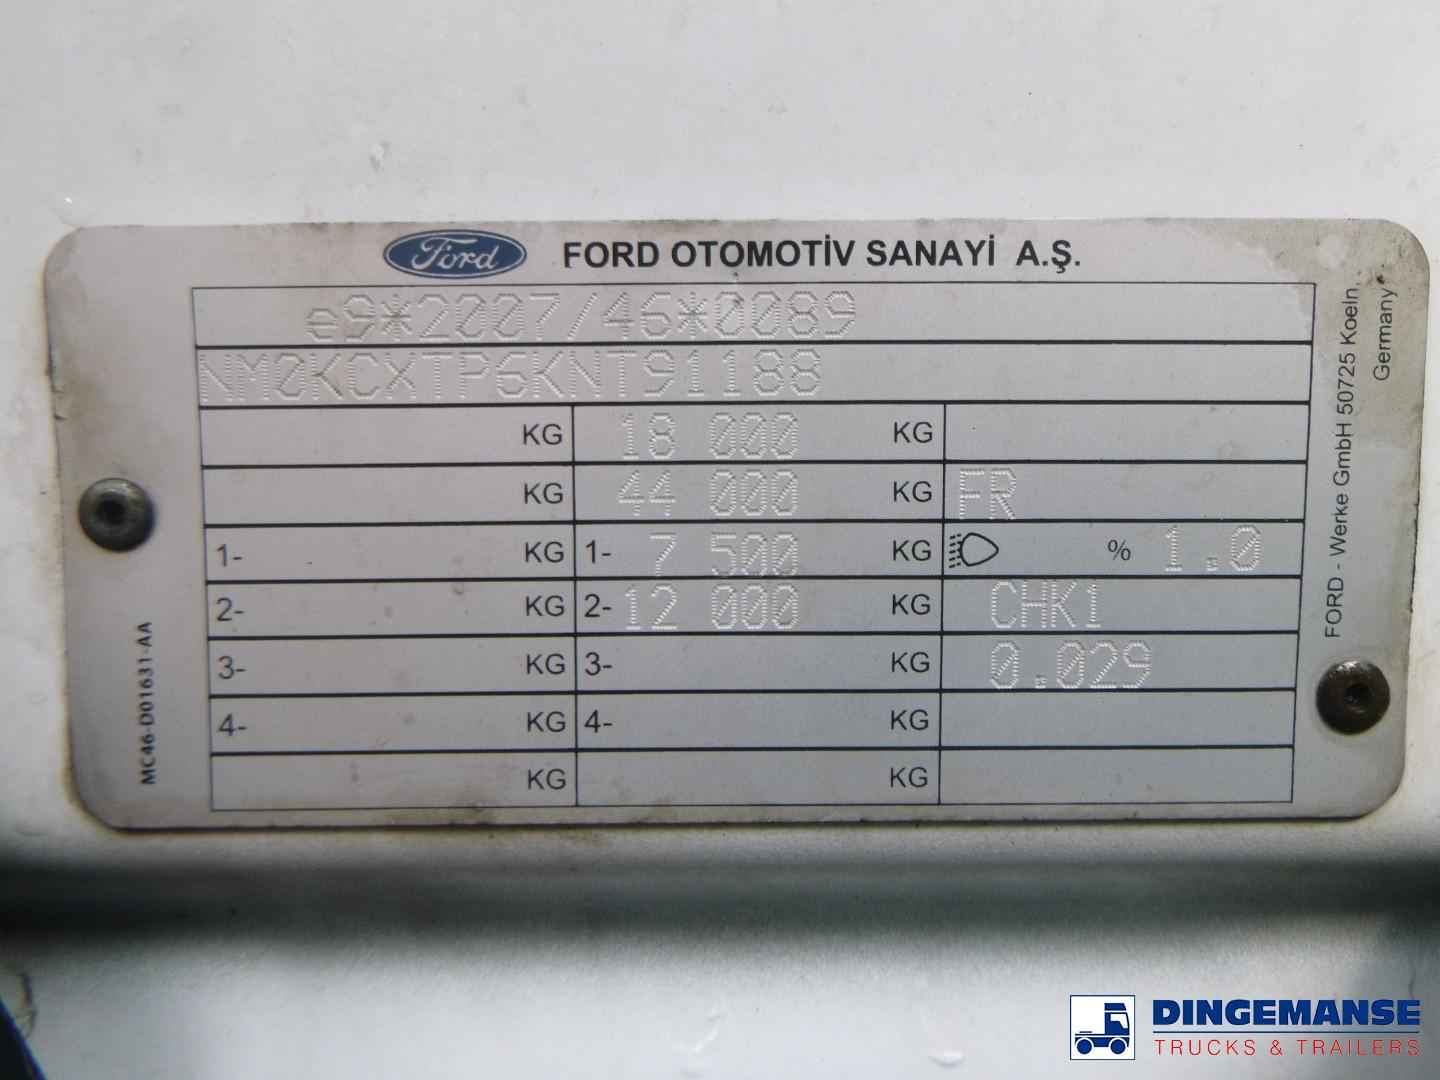 Ford FORD OTOMOTİV SANAYİ A.Ş.
e9*2007/46*0089
NM0KCXTP6KNT91188
KG 18 000 KG
KG 44 000 KG FR
1- KG 1- 7 500 KG % 1.0
2- KG 2- 12 000 KG CHK1
3- KG 3- KG 0.029
4- KG 4- KG
KG KG
MC46-D01631-AA
FORD - Werke GmbH 50725 Koeln.
Germany
DINGEMANSE
TRUCKS & TRAILERS